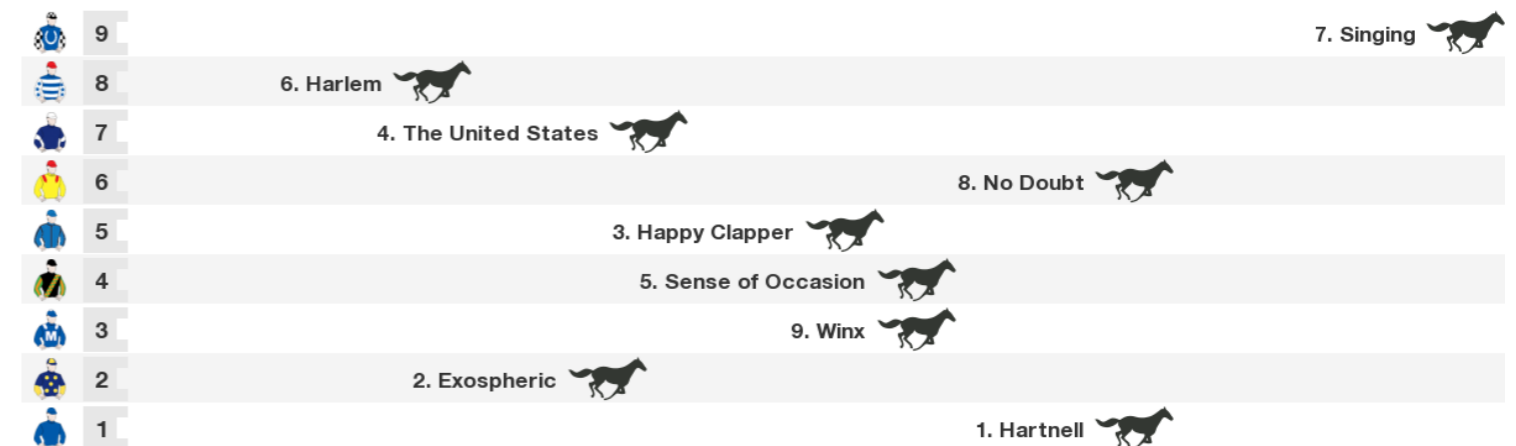 9 7. Singing
8 6. Harlem
7 4. The United States
6 8. No Doubt
5 3. Happy Clapper
4 5. Sense of Occasion
M 3 9. Winx
2 2. Exospheric
1 1. Hartnell